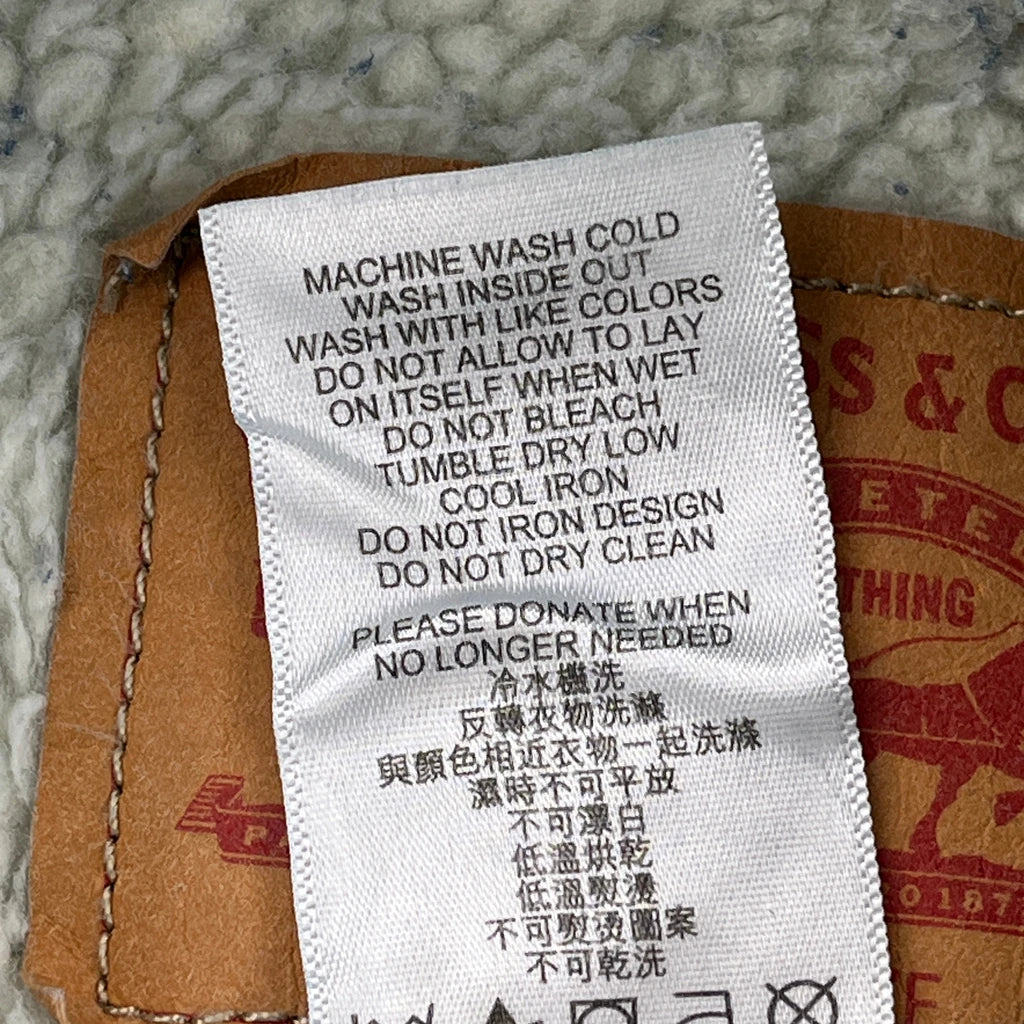 MACHINE WASH COLD
WASH INSIDE OUT
WASH WITH LIKE COLORS
DO NOT ALLOW TO LAY
ON ITSELF WHEN WET
DO NOT BLEACH
TUMBLE DRY LOW
COOL IRON
DO NOT IRON DESIGN
DO NOT DRY CLEAN
PLEASE DONATE WHEN
NO LONGER NEEDED
冷水機洗
反轉衣物洗滌
與顏色相近衣物一起洗滌
濕時不可平放
不可漂白
低溫烘乾
低溫熨燙
不可熨燙圖案
不可乾洗
SS & C
ETE
THING
187